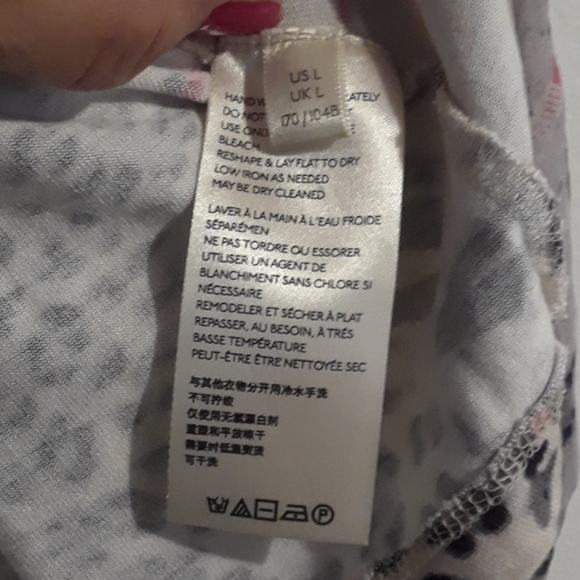 US L
UK L
170/104B
HAND W ATELY
DO NOT
USE ONL
BLEACH
RESHAPE & LAY FLAT TO DRY
LOW IRON AS NEEDED
MAY BE DRY CLEANED
LAVER À LA MAIN À L'EAU FROIDE
SÉPARÉMEN
NE PAS TORDRE OU ESSORER
UTILISER UN AGENT DE
BLANCHIMENT SANS CHLORE SI
NÉCESSAIRE
REMODELER ET SÉCHER À PLAT
REPASSER, AU BESOIN, À TRÉS
BASSE TEMPÉRATURE
PEUT-ÊTRE ÊTRE NETTOYÉE SEC
与其他衣物分开用冷水手洗
不可拧绞
仅使用无氯漂白剂
重整和平放晾干
需要时低温熨烫
可干洗